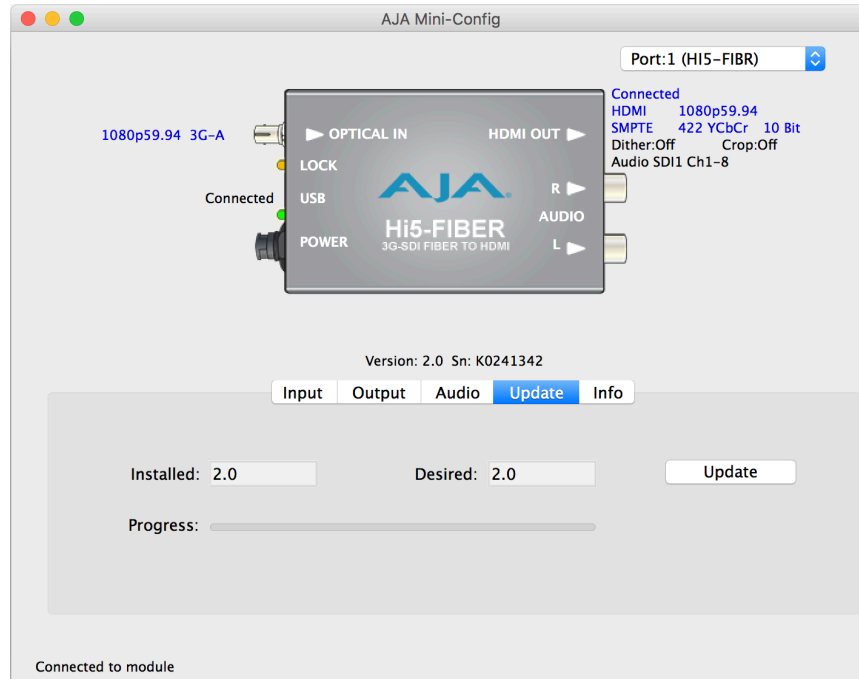 AJA Mini-Config
Port:1 (HI5-FIBR)
Connected
HDMI 1080p59.94
SMPTE 422 YCbCr 10 Bit
Dither:Off Crop:Off
Audio SDI1 Ch1-8
1080p59.94 3G-A
OPTICAL IN HDMI OUT
LOCK
Connected
USB
R
AJA
AUDIO
POWER
Hi5-FIBER
3G-SDI FIBER TO HDMI
L
Version: 2.0 Sn: K0241342
Input Output Audio Update Info
Installed: 2.0 Desired: 2.0 Update
Progress:
Connected to module